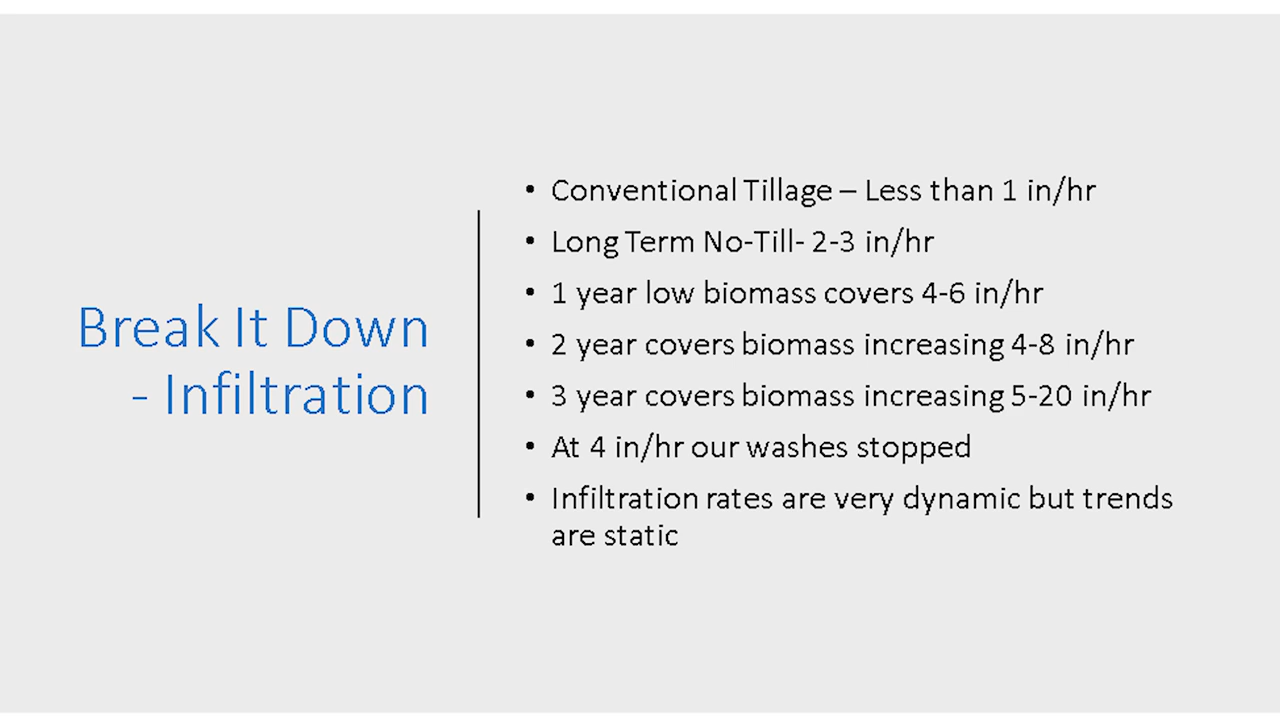 Break It Down
- Infiltration
• Conventional Tillage – Less than 1 in/hr
• Long Term No-Till- 2-3 in/hr
• 1 year low biomass covers 4-6 in/hr
• 2 year covers biomass increasing 4-8 in/hr
• 3 year covers biomass increasing 5-20 in/hr
• At 4 in/hr our washes stopped
• Infiltration rates are very dynamic but trends
are static